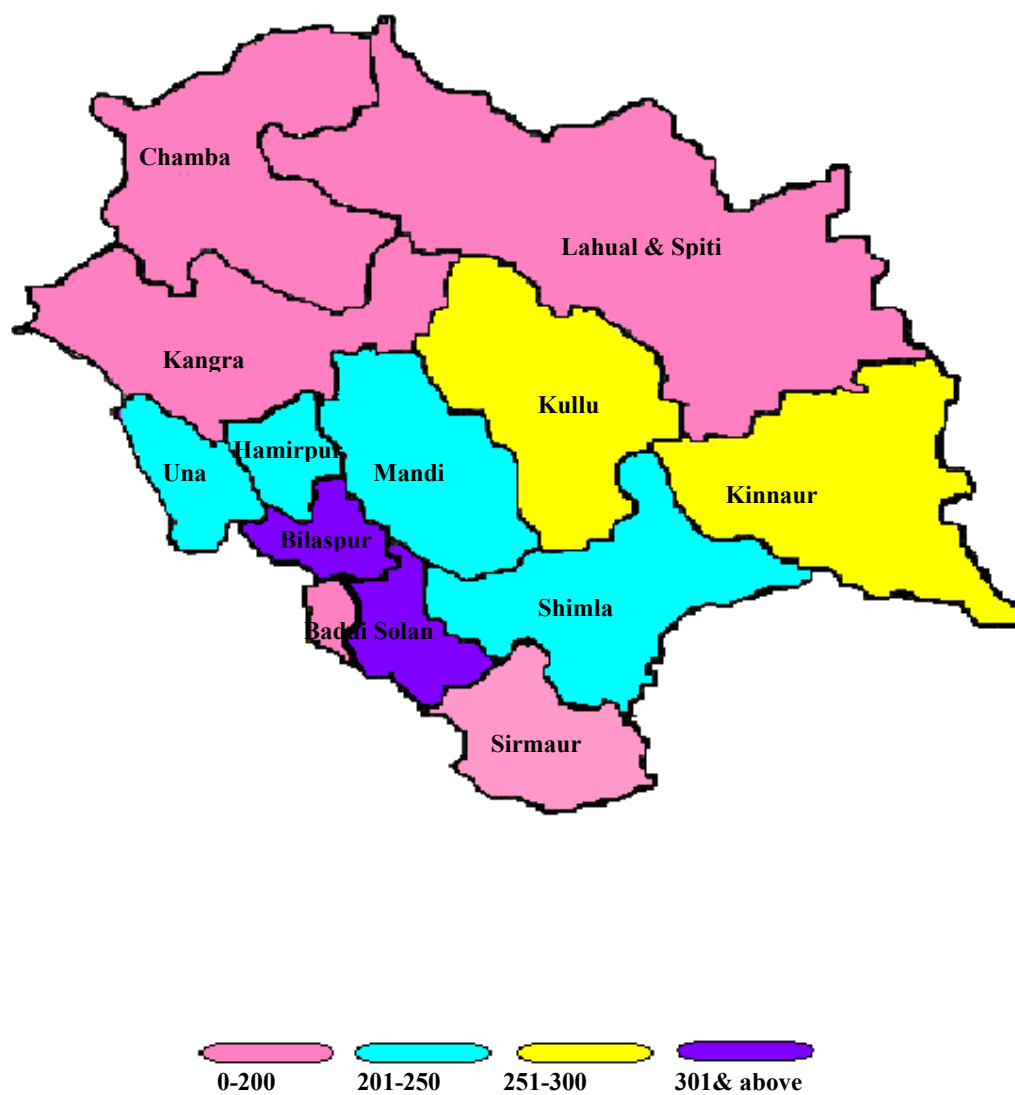 Chamba
Lahual & Spiti
Kangra
Kullu
Hamirpur
Una
Mandi
Kinnaur
Bilaspur
Shimla
Baddi Solan
Sirmaur
0-200 201-250 251-300 301& above